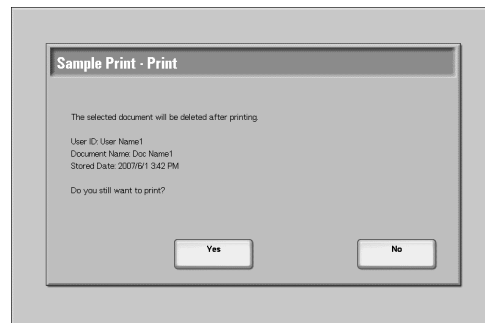 Sample Print - Print
The selected document will be deleted after printing.
User ID: User Name1
Document Name: Doc Name1
Stored Date: 2007/6/1 3:42 PM
Do you still want to print?
Yes
No